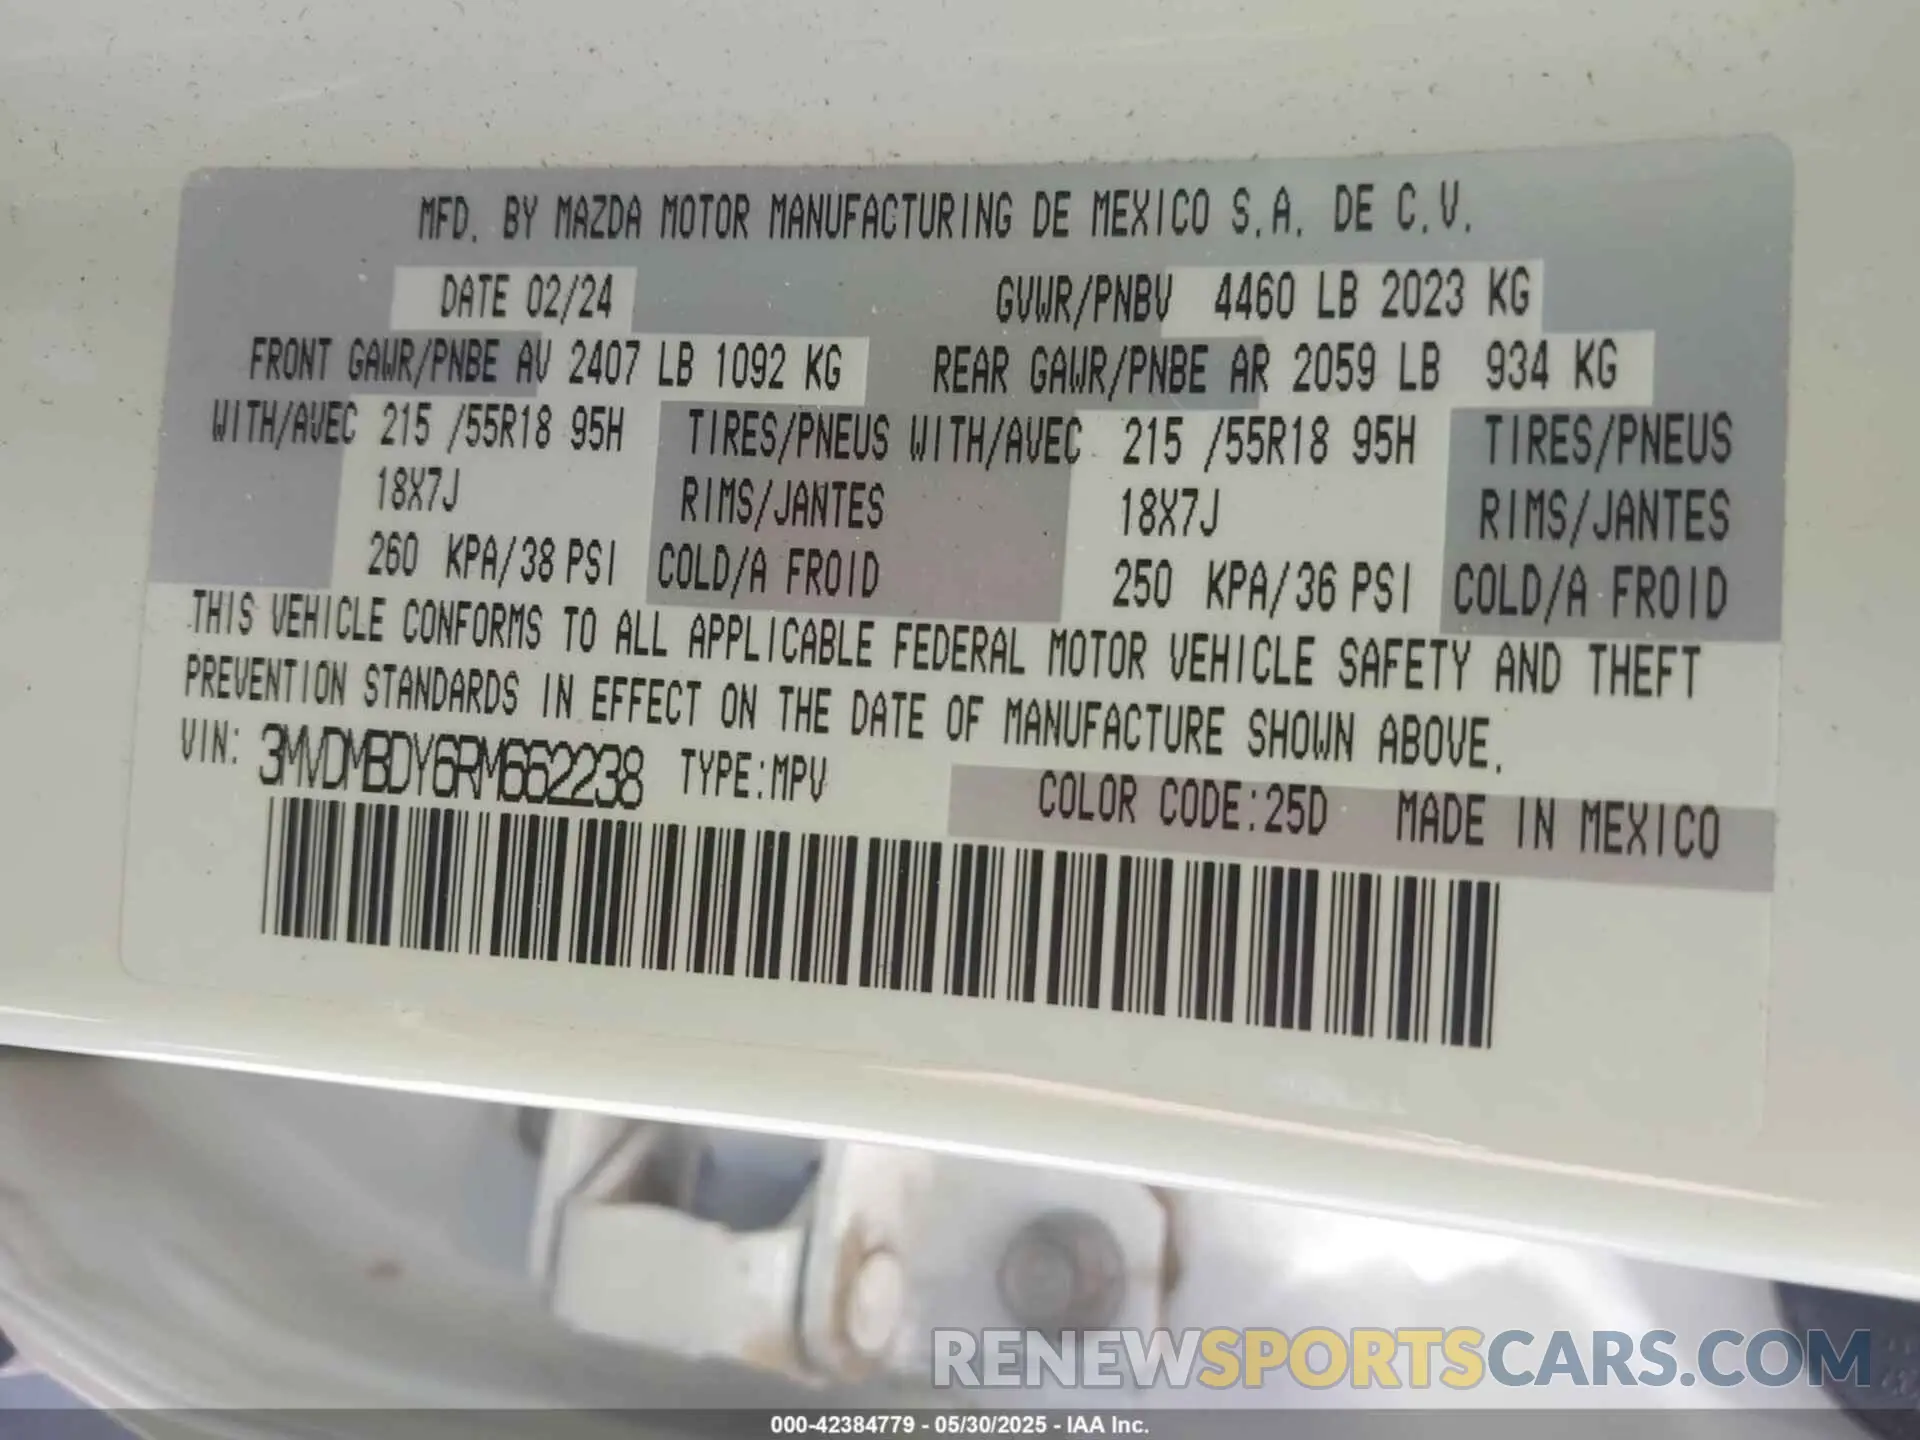 MFD. BY MAZDA MOTOR MANUFACTURING DE MEXICO S.A. DE C.V.
DATE 02/24 GVWR/PNBV 4460 LB 2023 KG
FRONT GAWR/PNBE AV 2407 LB 1092 KG REAR GAWR/PNBE AR 2059 LB 934 KG
WITH/AVEC 215 /55R18 95H TIRES/PNEUS WITH/AVEC 215 /55R18 95H TIRES/PNEUS
18X7J RIMS/JANTES 18X7J RIMS/JANTES
260 KPA/38 PSI COLD/A FROID 250 KPA/36 PSI COLD/A FROID
THIS VEHICLE CONFORMS TO ALL APPLICABLE FEDERAL MOTOR VEHICLE SAFETY AND THEFT
PREVENTION STANDARDS IN EFFECT ON THE DATE OF MANUFACTURE SHOWN ABOVE.
VIN: 3MVDMBDY6RM662238 TYPE:MPV
COLOR CODE:25D MADE IN MEXICO
RENEWSPORTSCARS.COM
000-42384779 - 05/30/2025 - IAA Inc.